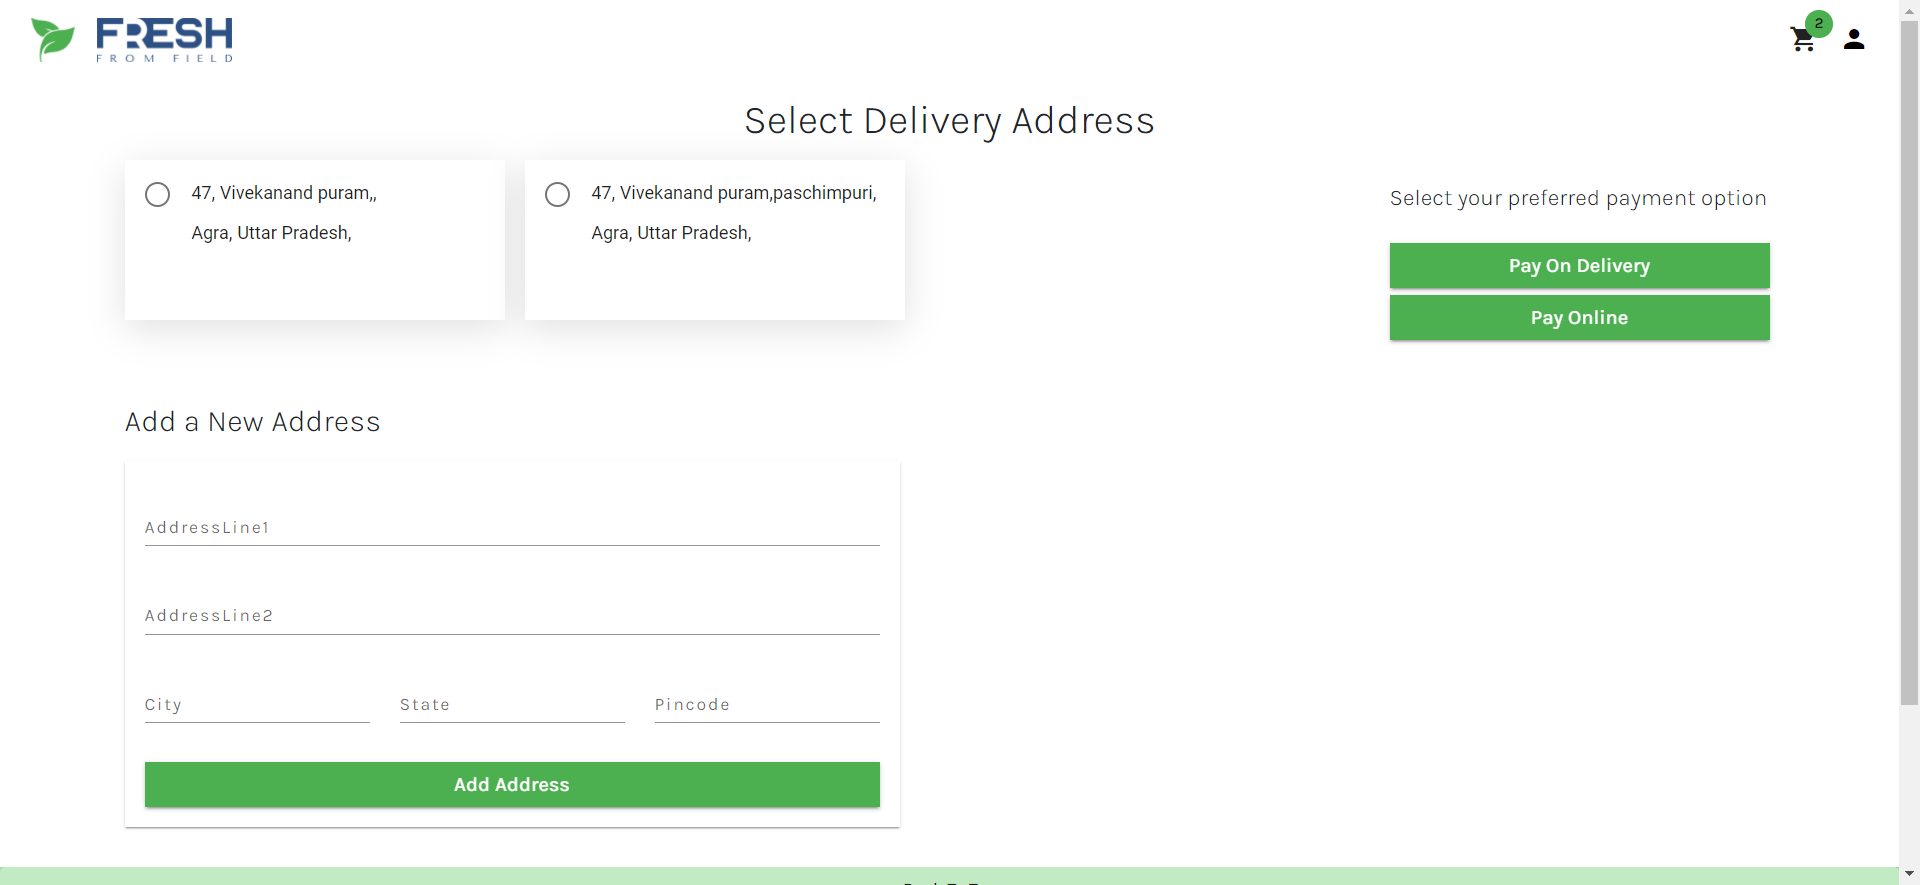 FRESH
FROM FIELD
2
Select Delivery Address
47, Vivekanand puram,,
Agra, Uttar Pradesh,
47, Vivekanand puram,paschimpuri,
Agra, Uttar Pradesh,
Select your preferred payment option
Pay On Delivery
Pay Online
Add a New Address
AddressLine1
AddressLine2
City
State
Pincode
Add Address